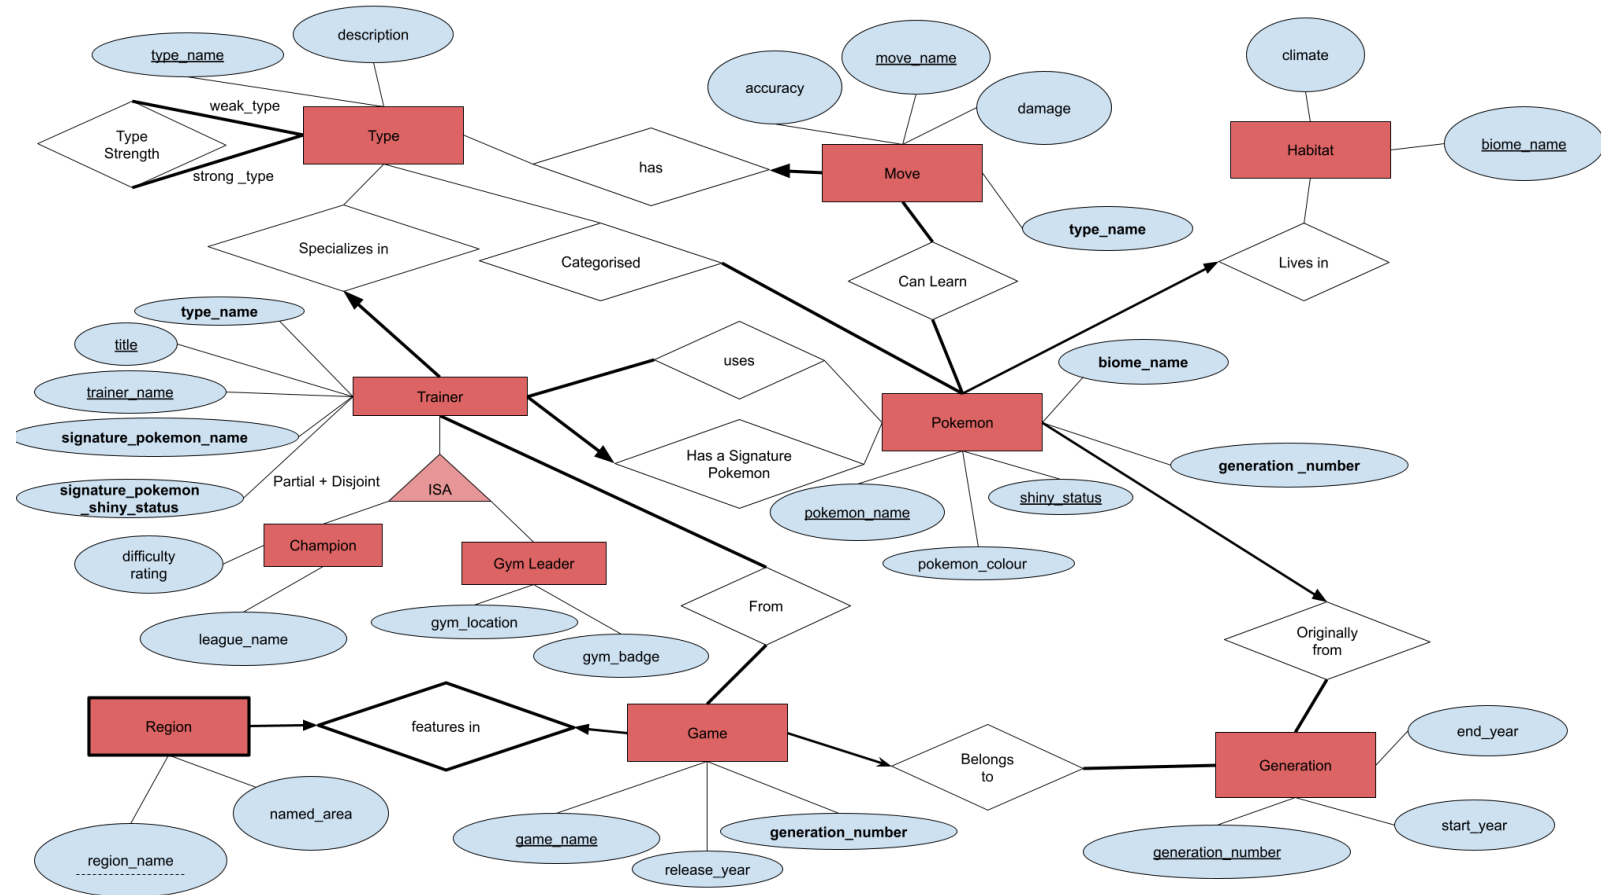 description
type_name
climate
move_name
accuracy
damage
weak_type
Type
Strength
Type
strong _type
has
Move
Habitat
biome_name
type_name
Specializes in
Categorised
Can Learn
Lives in
type_name
title
trainer_name
signature_pokemon_name
signature_pokemon
_shiny_status
Trainer
uses
Has a Signature
Pokemon
biome_name
Pokemon
generation _number
shiny_status
pokemon_name
pokemon_colour
Partial + Disjoint
ISA
Champion
difficulty
rating
league_name
Gym Leader
gym_location
gym_badge
From
Originally
from
Region
features in
Game
Belongs
to
Generation
end_year
start_year
generation_number
named_area
region_name
game_name
release_year
generation_number